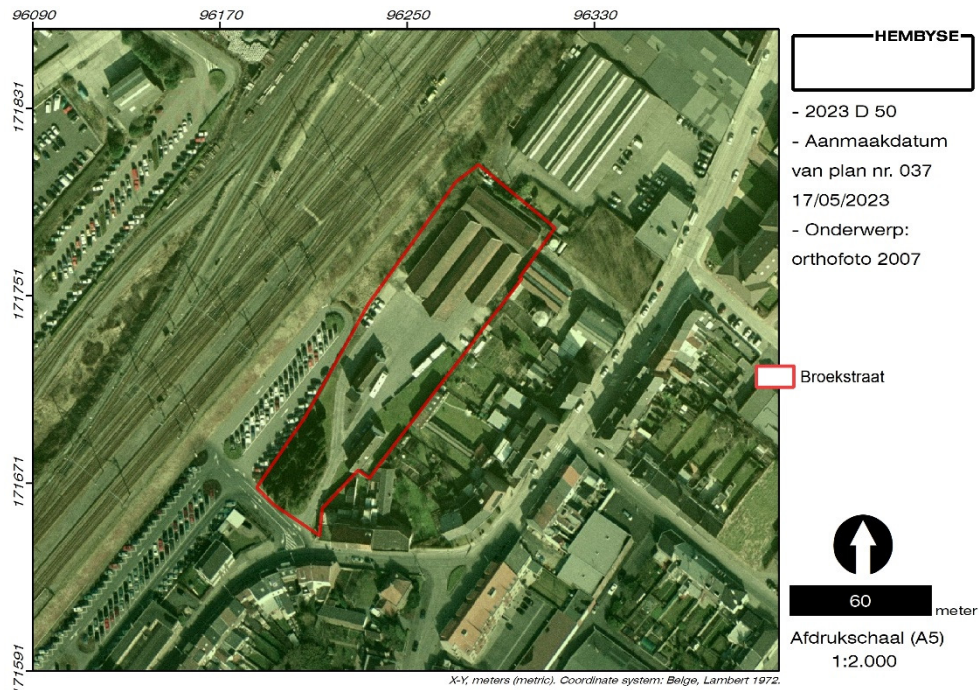 96090
96170
96250
96330
171831
171751
171671
171591
HEMBYSE
- 2023 D 50
- Aanmaakdatum
van plan nr. 037
17/05/2023
- Onderwerp:
orthofoto 2007
Broekstraat
60 meter
Afdrukschaal (A5)
1:2.000
X-Y, meters (metric). Coordinate system: Belge, Lambert 1972.